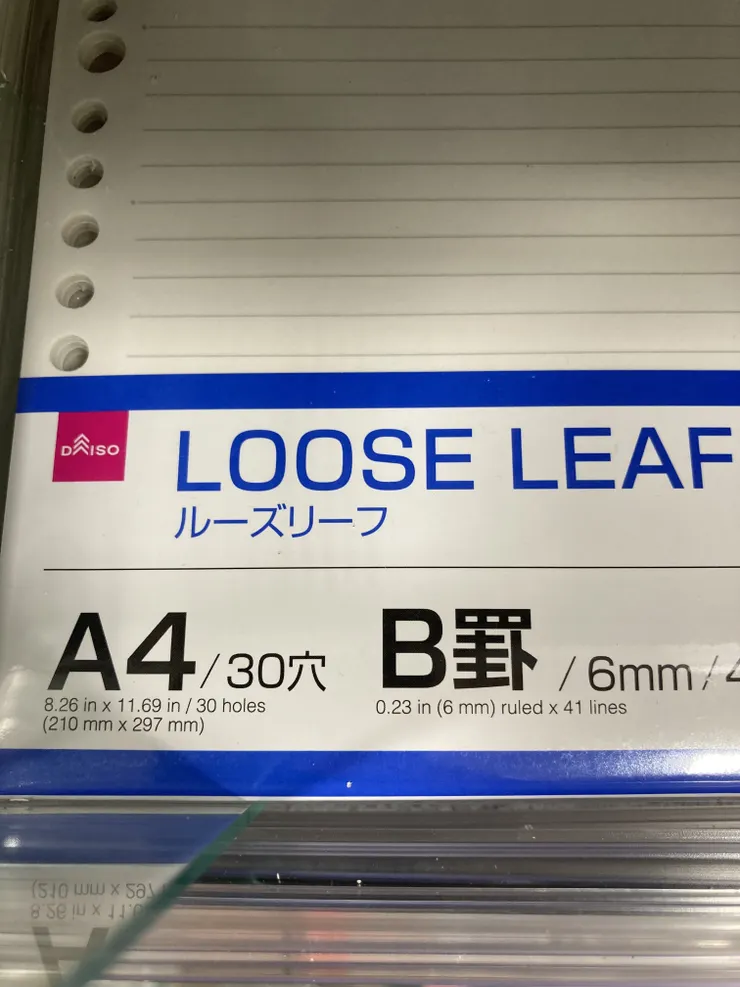 DAISO
LOOSE LEAF
ルーズリーフ
A4/30穴 B罫/6mm/4
8.26 in x 11.69 in / 30 holes
(210 mm x 297 mm)
0.23 in (6 mm) ruled x 41 lines